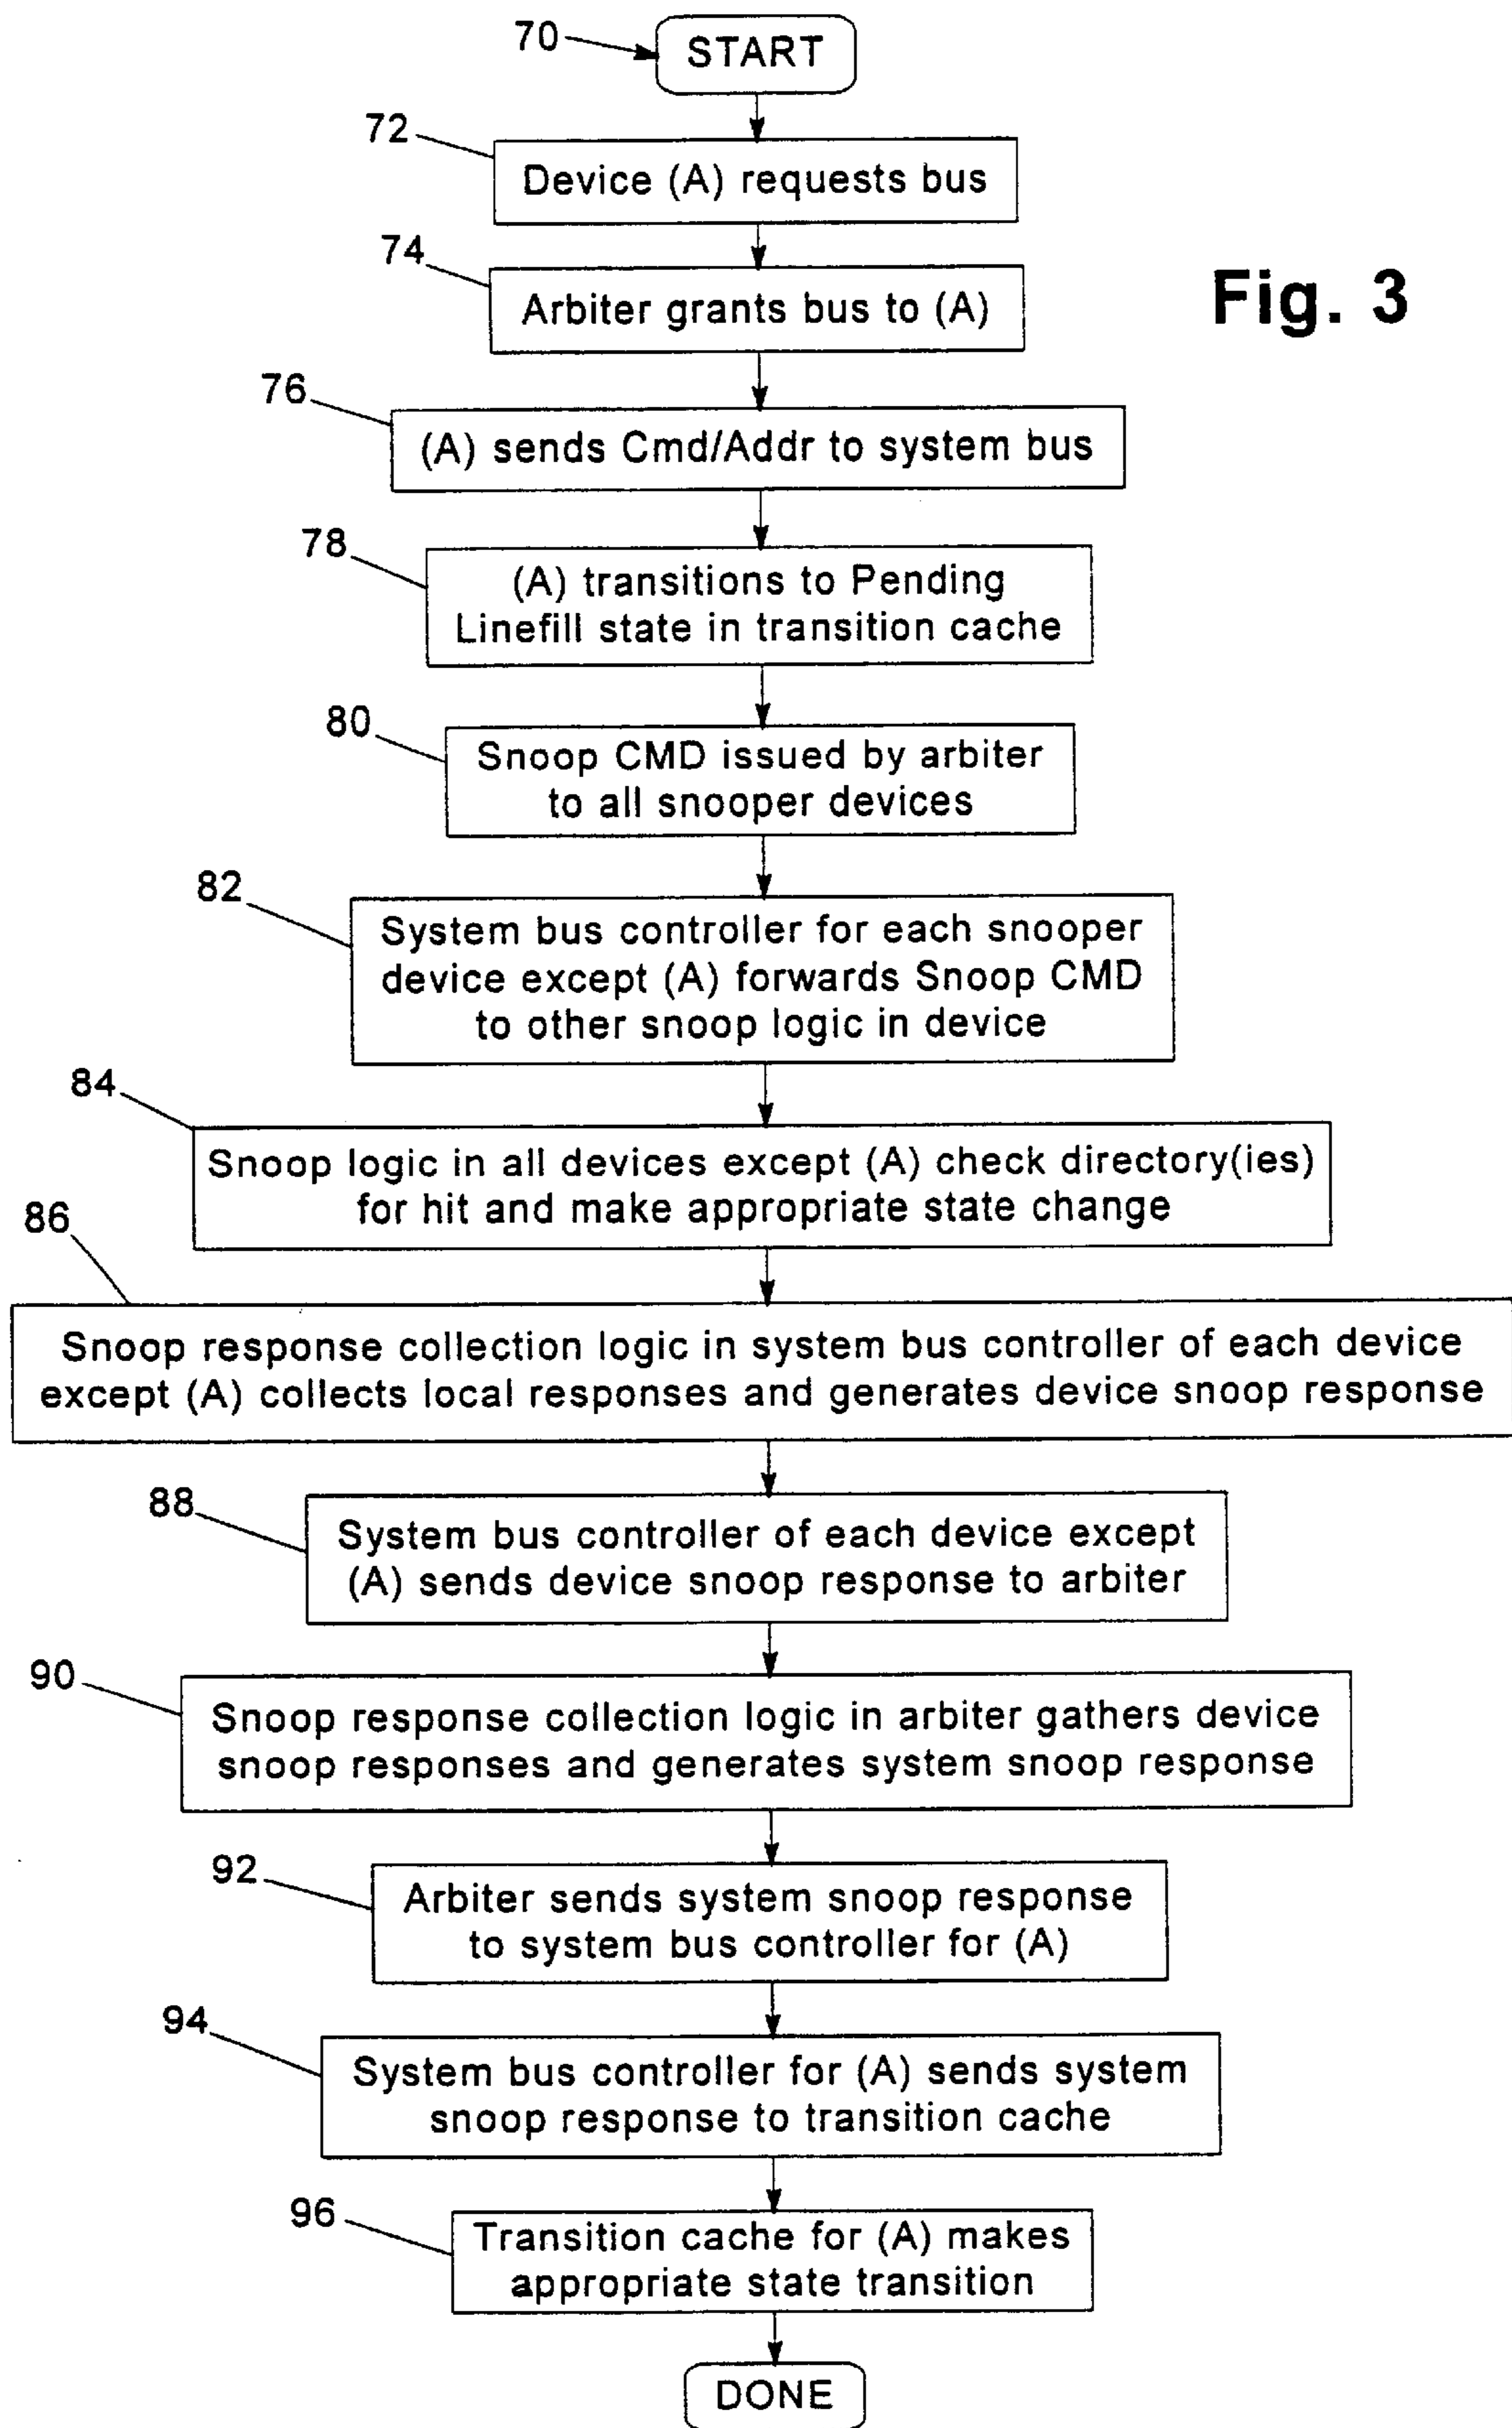 70
START
72
Device (A) requests bus
74
Arbiter grants bus to (A)
Fig. 3
76
(A) sends Cmd/Addr to system bus
78
(A) transitions to Pending
Linefill state in transition cache
80
Snoop CMD issued by arbiter
to all snooper devices
82
System bus controller for each snooper
device except (A) forwards Snoop CMD
to other snoop logic in device
84
Snoop logic in all devices except (A) check directory(ies)
for hit and make appropriate state change
86
Snoop response collection logic in system bus controller of each device
except (A) collects local responses and generates device snoop response
88
System bus controller of each device except
(A) sends device snoop response to arbiter
90
Snoop response collection logic in arbiter gathers device
snoop responses and generates system snoop response
92
Arbiter sends system snoop response
to system bus controller for (A)
94
System bus controller for (A) sends system
snoop response to transition cache
96
Transition cache for (A) makes
appropriate state transition
DONE